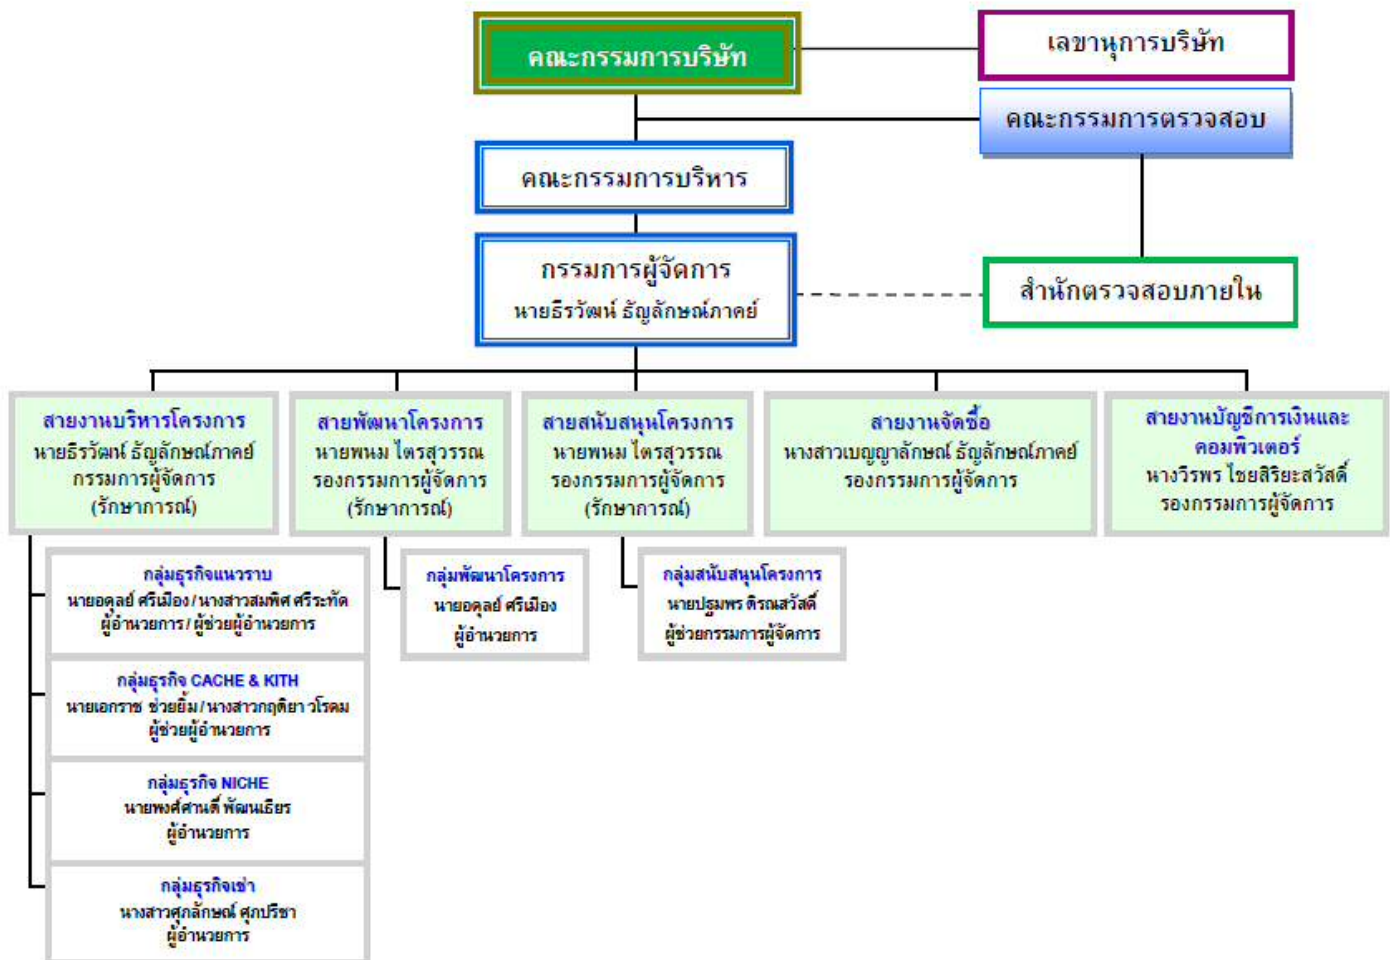 คณะกรรมการบริษัท
เลขานุการบริษัท
คณะกรรมการตรวจสอบ
คณะกรรมการบริหาร
กรรมการผู้จัดการ
นายธีรวัฒน์ ธัญลักษณ์ภาคย์
สำนักตรวจสอบภายใน
สายงานบริหารโครงการ
นายธีรวัฒน์ ธัญลักษณ์ภาคย์
กรรมการผู้จัดการ
(รักษาการณ์)
สายพัฒนาโครงการ
นายพนม ไตรสุวรรณ
รองกรรมการผู้จัดการ
(รักษาการณ์)
สายสนับสนุนโครงการ
นายพนม ไตรสุวรรณ
รองกรรมการผู้จัดการ
(รักษาการณ์)
สายงานจัดซื้อ
นางสาวเบญญาลักษณ์ ธัญลักษณ์ภาคย์
รองกรรมการผู้จัดการ
สายงานบัญชีการเงินและ
คอมพิวเตอร์
นางวีรพร ไชยสิริยะสวัสดิ์
รองกรรมการผู้จัดการ
กลุ่มธุรกิจแนวราบ
นายอดุลย์ ศรีเมือง / นางสาวสมพิศ ศรีระทัด
ผู้อำนวยการ / ผู้ช่วยผู้อำนวยการ
กลุ่มธุรกิจ CACHE & KITH
นายเอกราช ช่วยยิ้ม / นางสาวกฤติยา วโรดม
ผู้ช่วยผู้อำนวยการ
กลุ่มธุรกิจ NICHE
นายพงศ์ศานติ์ พัฒนเธียร
ผู้อำนวยการ
กลุ่มธุรกิจเช่า
นางสาวศุภลักษณ์ ศุภปรีชา
ผู้อำนวยการ
กลุ่มพัฒนาโครงการ
นายอดุลย์ ศรีเมือง
ผู้อำนวยการ
กลุ่มสนับสนุนโครงการ
นายปฐมพร ดิรณสวัสดิ์
ผู้ช่วยกรรมการผู้จัดการ